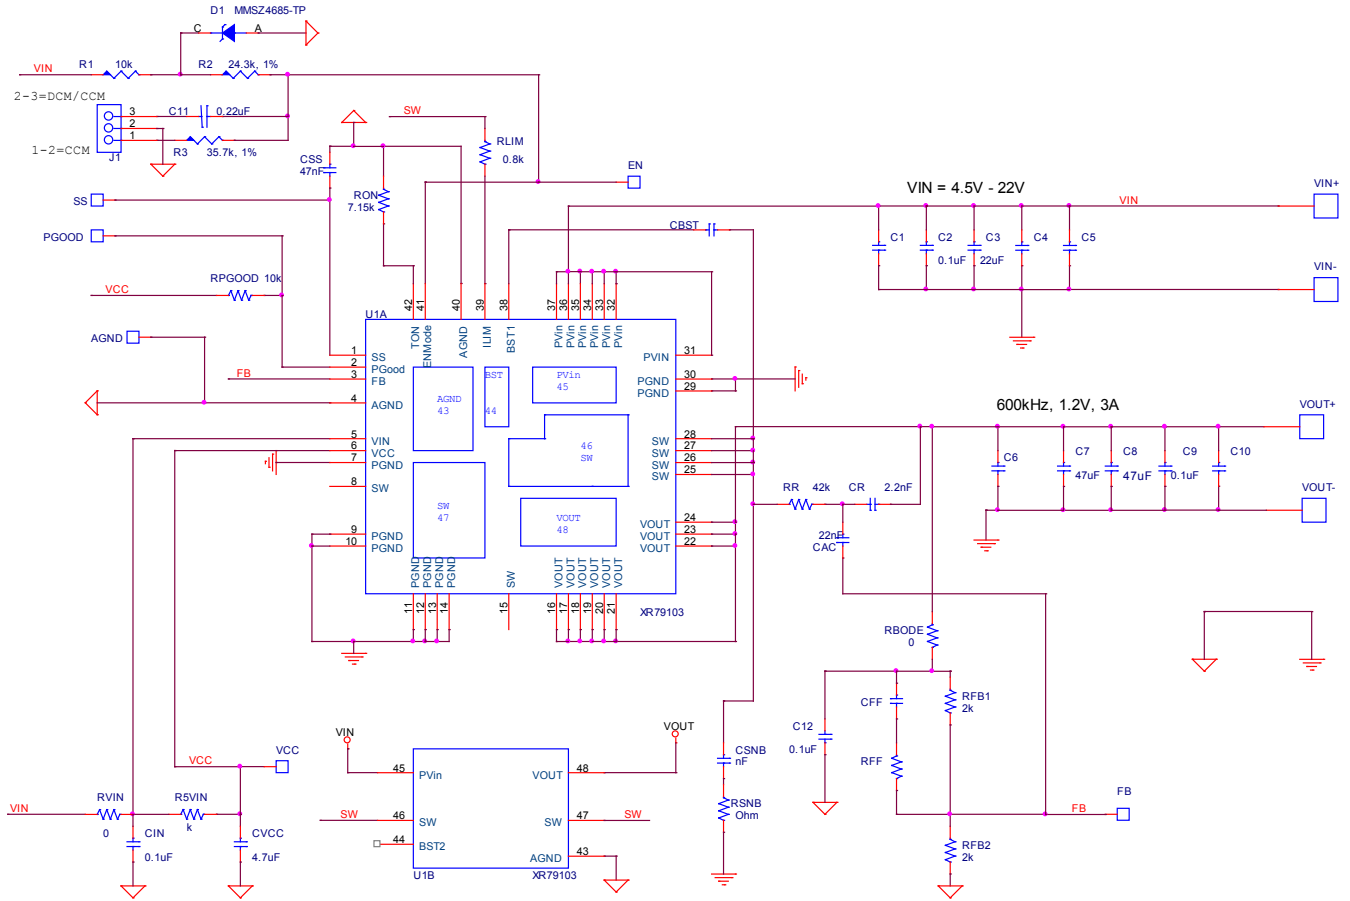 D1 MMSZ4685-TP
C A
VIN R1 10k R2 24.3k, 1%
2-3=DCM/CCM
3 C11 0.22uF
2
1
1-2=CCM J1 R3 35.7k, 1%
SW
RLIM
0.8k
CSS
47nF
RON
7.15k
EN
SS
PGOOD
RPGOOD 10k
VCC
AGND
FB
CBST
VIN = 4.5V - 22V
VIN
VIN+
VIN-
C1
C2
0.1uF
C3
22uF
C4
C5
U1A
42 41 40 39 38 37 36 35 34 33 32
TON ENMode AGND ILIM BST1 PVin PVin PVin PVin PVin PVin
1 SS
2 PGood
3 FB
4 AGND
5 VIN
6 VCC
7 PGND
8 SW
9 PGND
10 PGND
PVIN 31
PGND 30
PGND 29
SW 28
SW 27
SW 26
SW 25
VOUT 24
VOUT 23
VOUT 22
AGND
43
BST
44
PVin
45
46
SW
SW
47
VOUT
48
PGND PGND PGND PGND SW VOUT VOUT VOUT VOUT VOUT VOUT
11 12 13 14 15 16 17 18 19 20 21
XR79103
600kHz, 1.2V, 3A
VOUT+
VOUT-
C6
C7
47uF
C8
47uF
C9
0.1uF
C10
RR 42k CR 2.2nF
22nF
CAC
RBODE
0
CFF
RFB1
2k
C12
0.1uF
RFF
FB
FB
RFB2
2k
CSNB
nF
RSNB
Ohm
VCC
VCC
VIN
RVIN
0
R5VIN
k
CIN
0.1uF
CVCC
4.7uF
VIN
VOUT
45 PVin
VOUT 48
SW 46 SW
SW 47 SW
44 BST2
AGND 43
U1B
XR79103